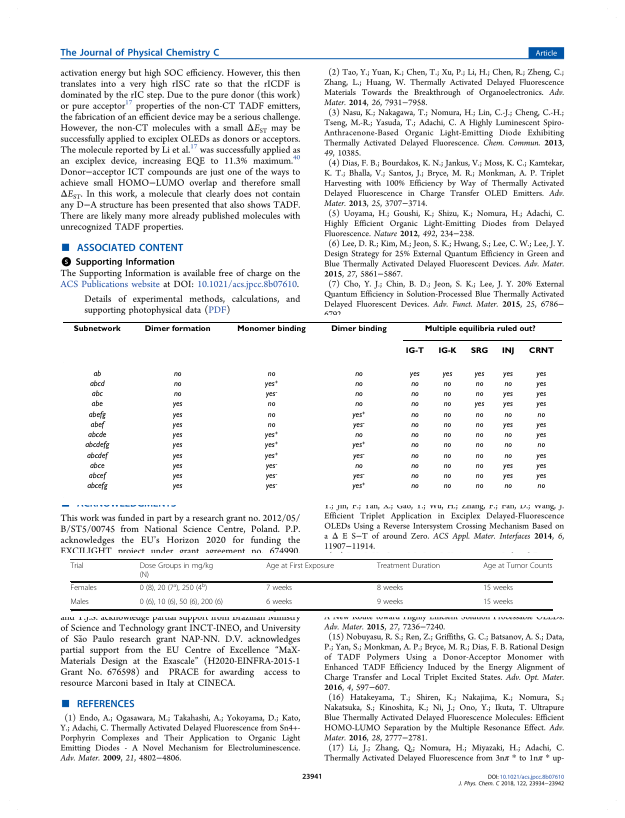 The Journal of Physical Chemistry C
Article
activation energy but high SOC efficiency. However, this then
translates into a very high rISC rate so that the rICDF is
dominated by the rIC step. Due to the pure donor (this work)
or pure acceptor17 properties of the non-CT TADF emitters,
the fabrication of an efficient device may be a serious challenge.
However, the non-CT molecules with a small ΔEST may be
successfully applied to exciplex OLEDs as donors or acceptors.
The molecule reported by Li et al.17 was successfully applied as
an exciplex device, increasing EQE to 11.3% maximum.40
Donor−acceptor ICT compounds are just one of the ways to
achieve small HOMO−LUMO overlap and therefore small
ΔEST. In this work, a molecule that clearly does not contain
any D−A structure has been presented that also shows TADF.
There are likely many more already published molecules with
unrecognized TADF properties.
■ ASSOCIATED CONTENT
S Supporting Information
The Supporting Information is available free of charge on the
ACS Publications website at DOI: 10.1021/acs.jpcc.8b07610.
Details of experimental methods, calculations, and
supporting photophysical data (PDF)
(2) Tao, Y.; Yuan, K.; Chen, T.; Xu, P.; Li, H.; Chen, R.; Zheng, C.;
Zhang, L.; Huang, W. Thermally Activated Delayed Fluorescence
Materials Towards the Breakthrough of Organoelectronics. Adv.
Mater. 2014, 26, 7931−7958.
(3) Nasu, K.; Nakagawa, T.; Nomura, H.; Lin, C.-J.; Cheng, C.-H.;
Tseng, M.-R.; Yasuda, T.; Adachi, C. A Highly Luminescent Spiro-
Anthracenone-Based Organic Light-Emitting Diode Exhibiting
Thermally Activated Delayed Fluorescence. Chem. Commun. 2013,
49, 10385.
(4) Dias, F. B.; Bourdakos, K. N.; Jankus, V.; Moss, K. C.; Kamtekar,
K. T.; Bhalla, V.; Santos, J.; Bryce, M. R.; Monkman, A. P. Triplet
Harvesting with 100% Efficiency by Way of Thermally Activated
Delayed Fluorescence in Charge Transfer OLED Emitters. Adv.
Mater. 2013, 25, 3707−3714.
(5) Uoyama, H.; Goushi, K.; Shizu, K.; Nomura, H.; Adachi, C.
Highly Efficient Organic Light-Emitting Diodes from Delayed
Fluorescence. Nature 2012, 492, 234−238.
(6) Lee, D. R.; Kim, M.; Jeon, S. K.; Hwang, S.; Lee, C. W.; Lee, J. Y.
Design Strategy for 25% External Quantum Efficiency in Green and
Blue Thermally Activated Delayed Fluorescent Devices. Adv. Mater.
2015, 27, 5861−5867.
(7) Cho, Y. J.; Chin, B. D.; Jeon, S. K.; Lee, J. Y. 20% External
Quantum Efficiency in Solution-Processed Blue Thermally Activated
Delayed Fluorescent Devices. Adv. Funct. Mater. 2015, 25, 6786−
6792.
Subnetwork Dimer formation Monomer binding Dimer binding Multiple equilibria ruled out?
IG-T IG-K SRG INJ CRNT
ab no no no yes yes yes yes yes
abcd no yes+ no no no no no yes
abc no yes- no no no no yes yes
abe yes no no no no yes yes yes
abefg yes no yes+ no no no no no
abef yes no yes- no no no yes yes
abcde yes yes+ no no no no no yes
abcdefg yes yes+ yes+ no no no no no
abcdef yes yes+ yes- no no no no yes
abce yes yes- no no no no yes yes
abcef yes yes- yes- no no no yes yes
abcefg yes yes- yes+ no no no no no
ACKNOWLEDGMENTS
This work was funded in part by a research grant no. 2012/05/
B/ST5/00745 from National Science Centre, Poland. P.P.
acknowledges the EU's Horizon 2020 for funding the
EXCILIGHT project under grant agreement no. 674990.
Y.; Jin, F.; Yan, X.; Gao, Y.; Wu, H.; Zhang, F.; Fan, D.; Wang, J.
Efficient Triplet Application in Exciplex Delayed-Fluorescence
OLEDs Using a Reverse Intersystem Crossing Mechanism Based on
a Δ E S−T of around Zero. ACS Appl. Mater. Interfaces 2014, 6,
11907−11914.
Trial Dose Groups in mg/kg (N) Age at First Exposure Treatment Duration Age at Tumor Counts
Females 0 (8), 20 (7a), 250 (4b) 7 weeks 8 weeks 15 weeks
Males 0 (6), 10 (6), 50 (6), 200 (6) 6 weeks 9 weeks 15 weeks
and T.J.S. acknowledge partial support from Brazilian Ministry
of Science and Technology grant INCT-INEO, and University
of São Paulo research grant NAP-NN. D.V. acknowledges
partial support from the EU Centre of Excellence "MaX-
Materials Design at the Exascale" (H2020-EINFRA-2015-1
Grant No. 676598) and PRACE for awarding access to
resource Marconi based in Italy at CINECA.
■ REFERENCES
(1) Endo, A.; Ogasawara, M.; Takahashi, A.; Yokoyama, D.; Kato,
Y.; Adachi, C. Thermally Activated Delayed Fluorescence from Sn4+-
Porphyrin Complexes and Their Application to Organic Light
Emitting Diodes - A Novel Mechanism for Electroluminescence.
Adv. Mater. 2009, 21, 4802−4806.
A New Route toward Highly Efficient Solution Processable OLEDs.
Adv. Mater. 2015, 27, 7236−7240.
(15) Nobuyasu, R. S.; Ren, Z.; Griffiths, G. C.; Batsanov, A. S.; Data,
P.; Yan, S.; Monkman, A. P.; Bryce, M. R.; Dias, F. B. Rational Design
of TADF Polymers Using a Donor-Acceptor Monomer with
Enhanced TADF Efficiency Induced by the Energy Alignment of
Charge Transfer and Local Triplet Excited States. Adv. Opt. Mater.
2016, 4, 597−607.
(16) Hatakeyama, T.; Shiren, K.; Nakajima, K.; Nomura, S.;
Nakatsuka, S.; Kinoshita, K.; Ni, J.; Ono, Y.; Ikuta, T. Ultrapure
Blue Thermally Activated Delayed Fluorescence Molecules: Efficient
HOMO-LUMO Separation by the Multiple Resonance Effect. Adv.
Mater. 2016, 28, 2777−2781.
(17) Li, J.; Zhang, Q.; Nomura, H.; Miyazaki, H.; Adachi, C.
Thermally Activated Delayed Fluorescence from 3nπ * to 1nπ * up-
23941
DOI: 10.1021/acs.jpcc.8b07610
J. Phys. Chem. C 2018, 122, 23934−23942